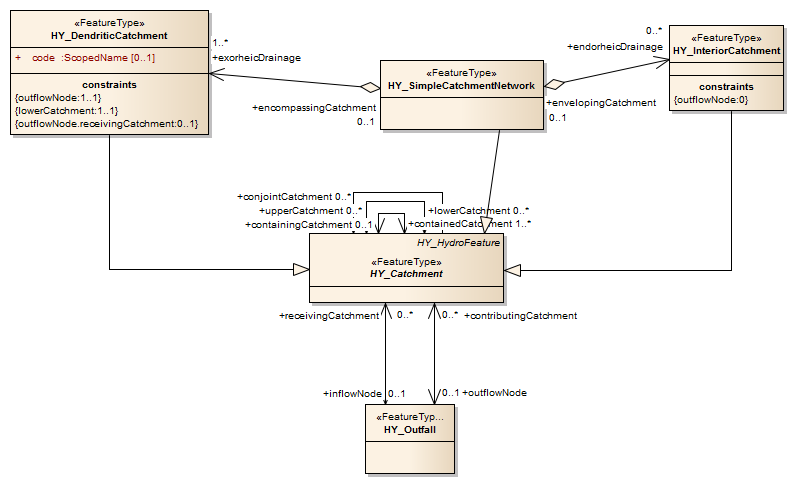 «FeatureType»
HY_DendriticCatchment
+ code :ScopedName [0..1]
constraints
{outflowNode:1..1}
{lowerCatchment:1..1}
{outflowNode.receivingCatchment:0..1}
1..*
+exorheicDrainage
«FeatureType»
HY_SimpleCatchmentNetwork
+encompassingCatchment
0..1
+envelopingCatchment
0..1
0..*
+endorheicDrainage
«FeatureType»
HY_InteriorCatchment
constraints
{outflowNode:0}
+conjointCatchment 0..*
+upperCatchment 0..*
+lowerCatchment 0..*
+containingCatchment 0..1
+containedCatchment 1..*
HY_HydroFeature
«FeatureType»
HY_Catchment
+receivingCatchment 0..*
0..* +contributingCatchment
+inflowNode 0..1
0..1 +outflowNode
«FeatureTyp...
HY_Outfall